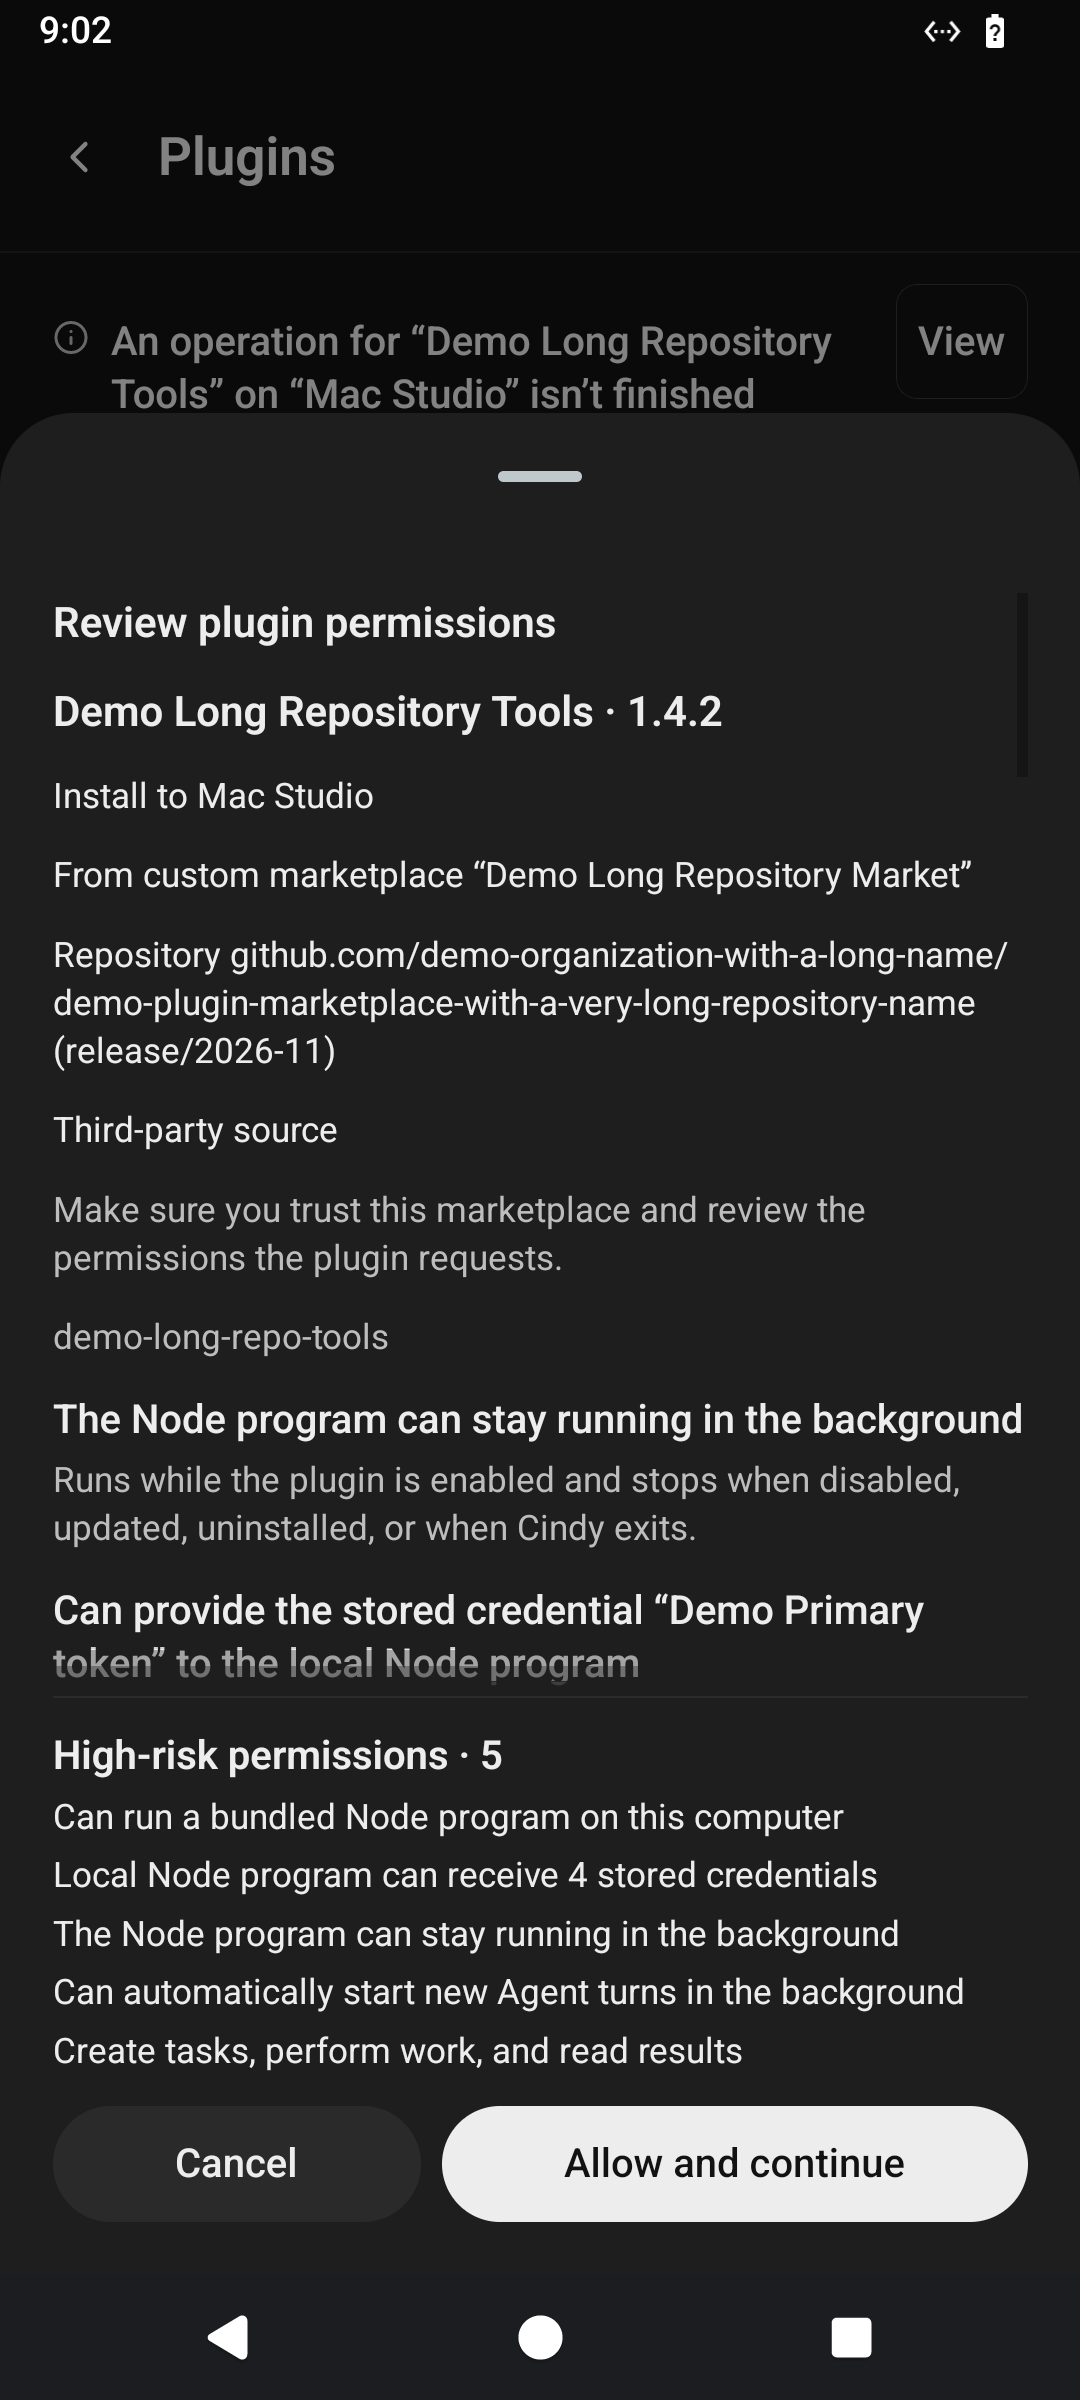 9:02
Plugins
An operation for “Demo Long Repository
Tools” on “Mac Studio” isn’t finished
View
Review plugin permissions
Demo Long Repository Tools · 1.4.2
Install to Mac Studio
From custom marketplace “Demo Long Repository Market”
Repository github.com/demo-organization-with-a-long-name/
demo-plugin-marketplace-with-a-very-long-repository-name
(release/2026-11)
Third-party source
Make sure you trust this marketplace and review the
permissions the plugin requests.
demo-long-repo-tools
The Node program can stay running in the background
Runs while the plugin is enabled and stops when disabled,
updated, uninstalled, or when Cindy exits.
Can provide the stored credential “Demo Primary
token” to the local Node program
High-risk permissions · 5
Can run a bundled Node program on this computer
Local Node program can receive 4 stored credentials
The Node program can stay running in the background
Can automatically start new Agent turns in the background
Create tasks, perform work, and read results
Cancel
Allow and continue